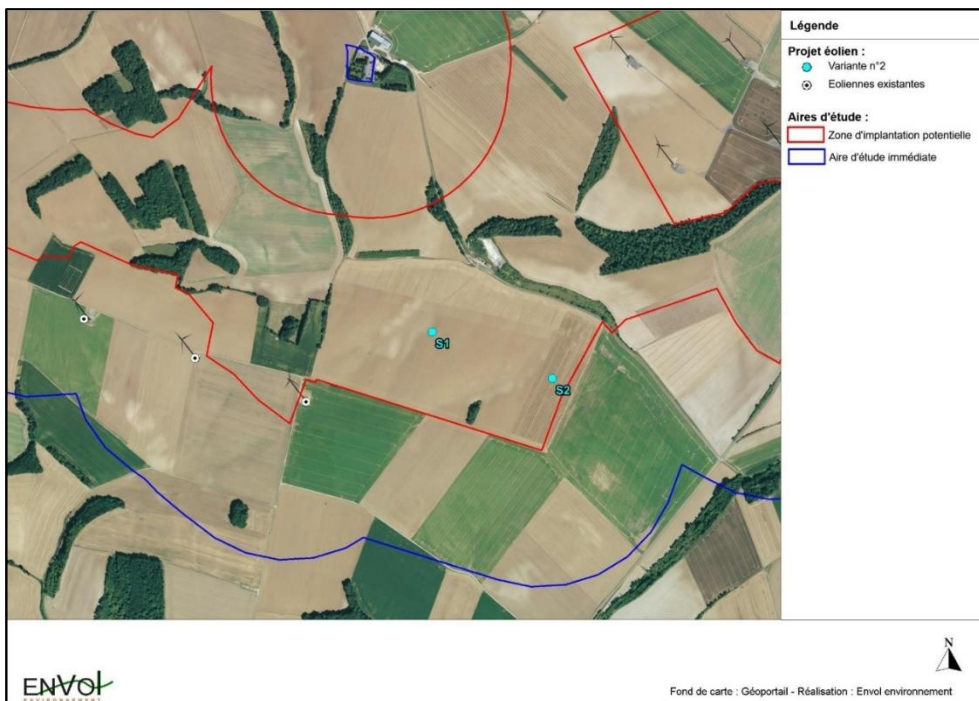 Légende
Projet éolien :
Variante n°2
Eoliennes existantes
Aires d'étude :
Zone d'implantation potentielle
Aire d'étude immédiate
S1
S2
N
ENVOl
ENVIRONNEMENT
Fond de carte : Géoportail - Réalisation : Envol environnement